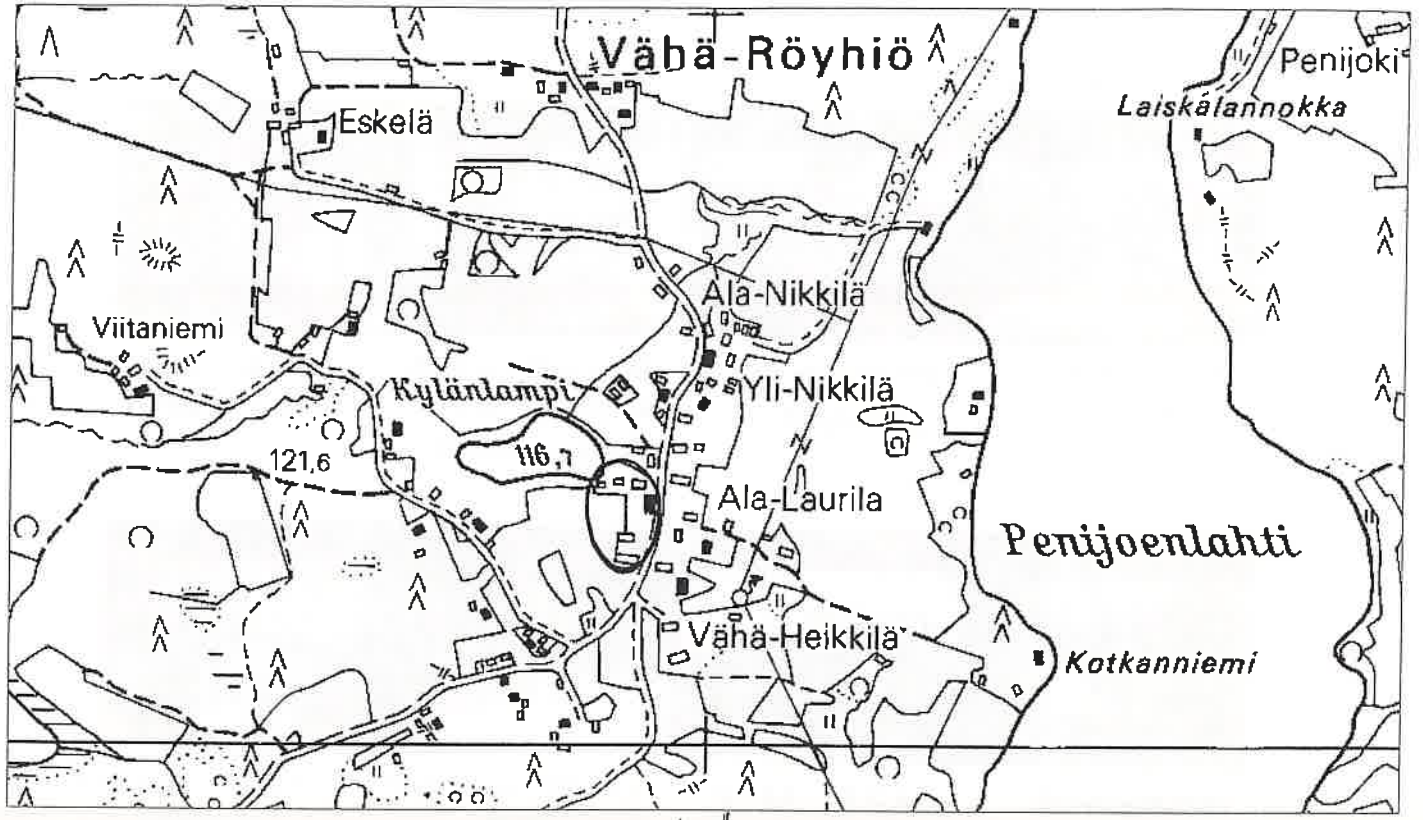 Vähä-Röyhiö
Penijoki
Laiskalannokka
Eskelä
Ala-Nikkilä
Viitaniemi
Kylänlampi
Yli-Nikkilä
116,7
121,6
Ala-Laurila
Penijoenlahti
Vähä-Heikkilä
Kotkanniemi